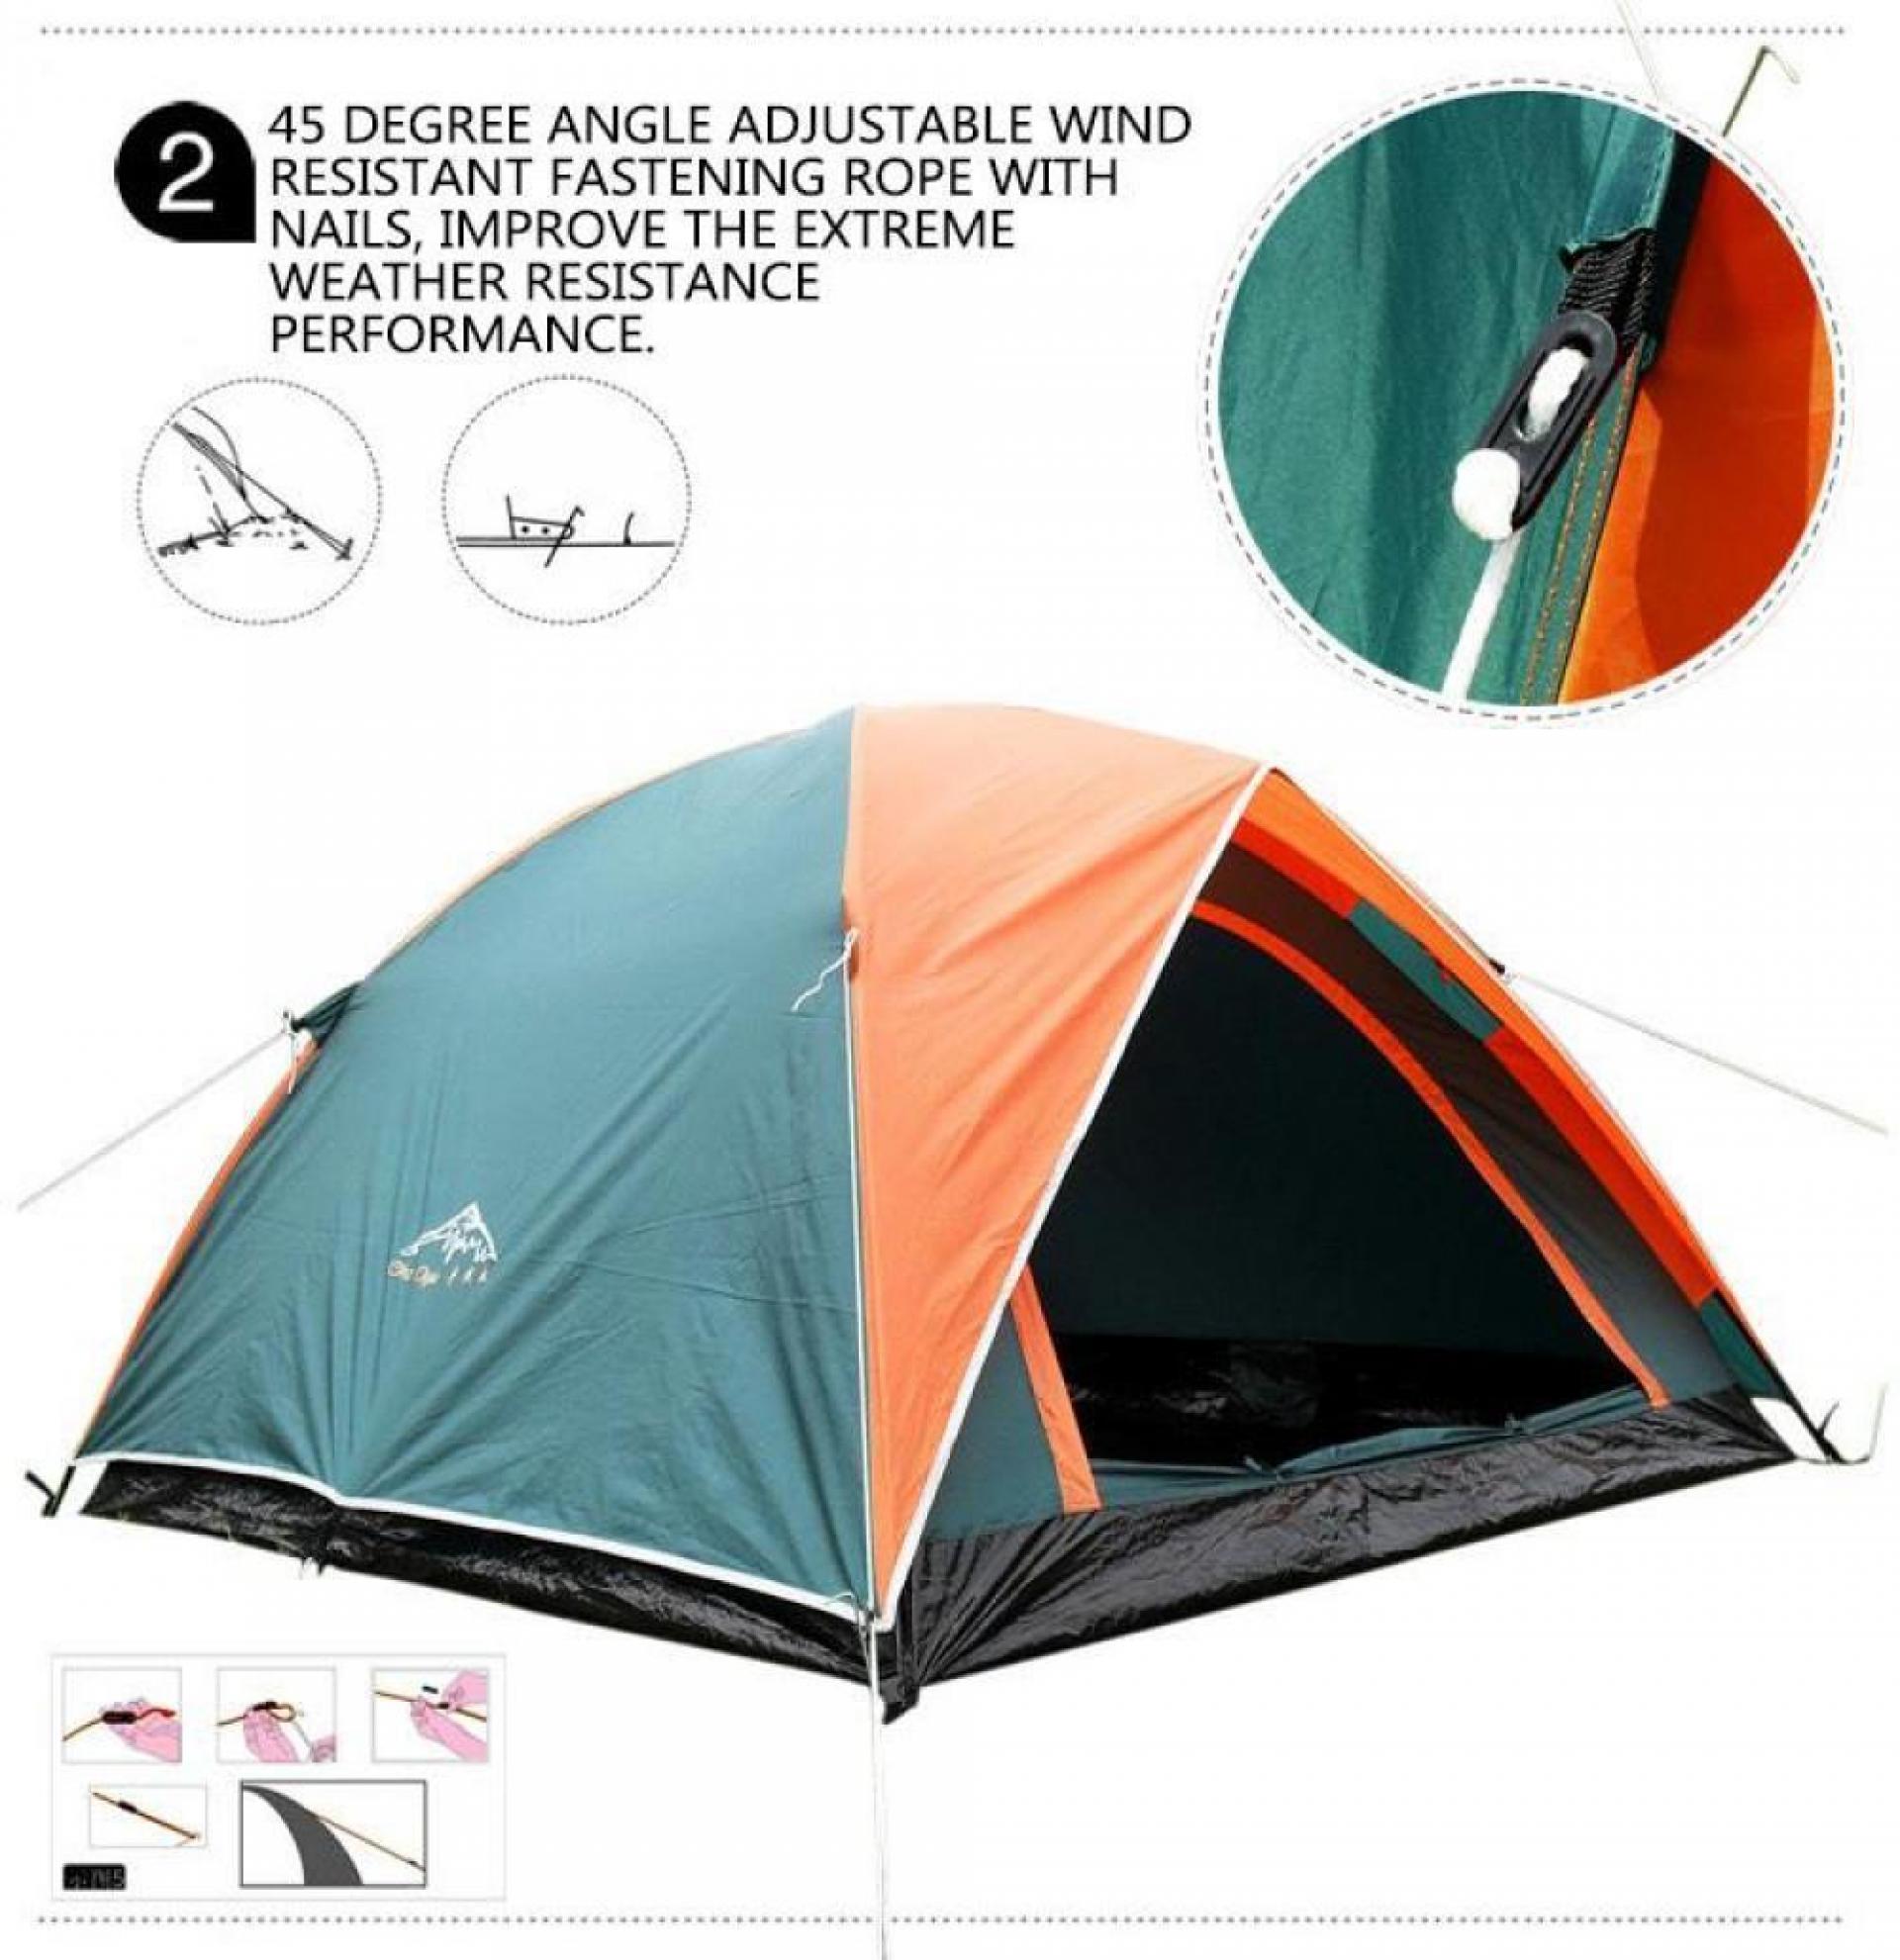 2
45 DEGREE ANGLE ADJUSTABLE WIND
RESISTANT FASTENING ROPE WITH
NAILS, IMPROVE THE EXTREME
WEATHER RESISTANCE
PERFORMANCE.